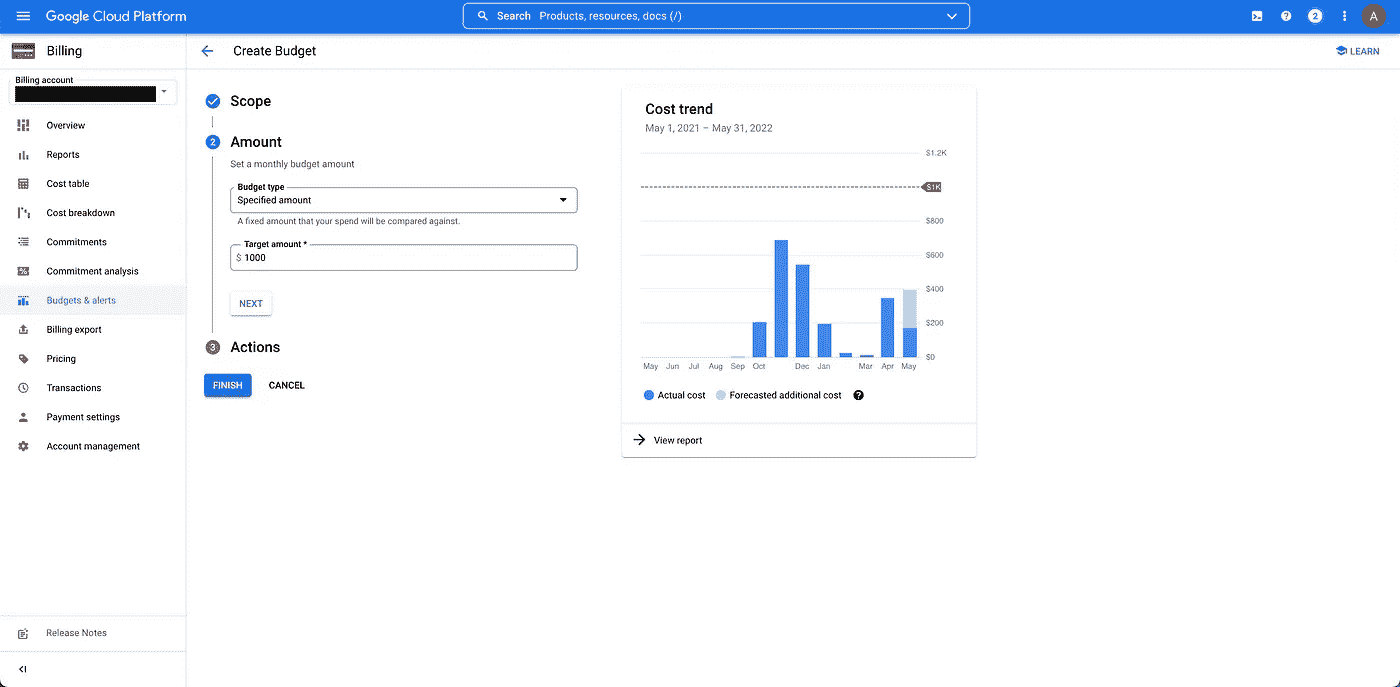 Google Cloud Platform
Search Products, resources, docs (/)
2
A
Billing
Create Budget
LEARN
Billing account
Overview
Reports
Cost table
Cost breakdown
Commitments
Commitment analysis
Budgets & alerts
Billing export
Pricing
Transactions
Payment settings
Account management
Release Notes
Scope
2 Amount
Set a monthly budget amount
Budget type
Specified amount
A fixed amount that your spend will be compared against.
Target amount *
$ 1000
NEXT
3 Actions
FINISH CANCEL
Cost trend
May 1, 2021 – May 31, 2022
$1.2K
$1K
$800
$600
$400
$200
$0
May Jun Jul Aug Sep Oct Dec Jan Mar Apr May
Actual cost Forecasted additional cost ?
View report